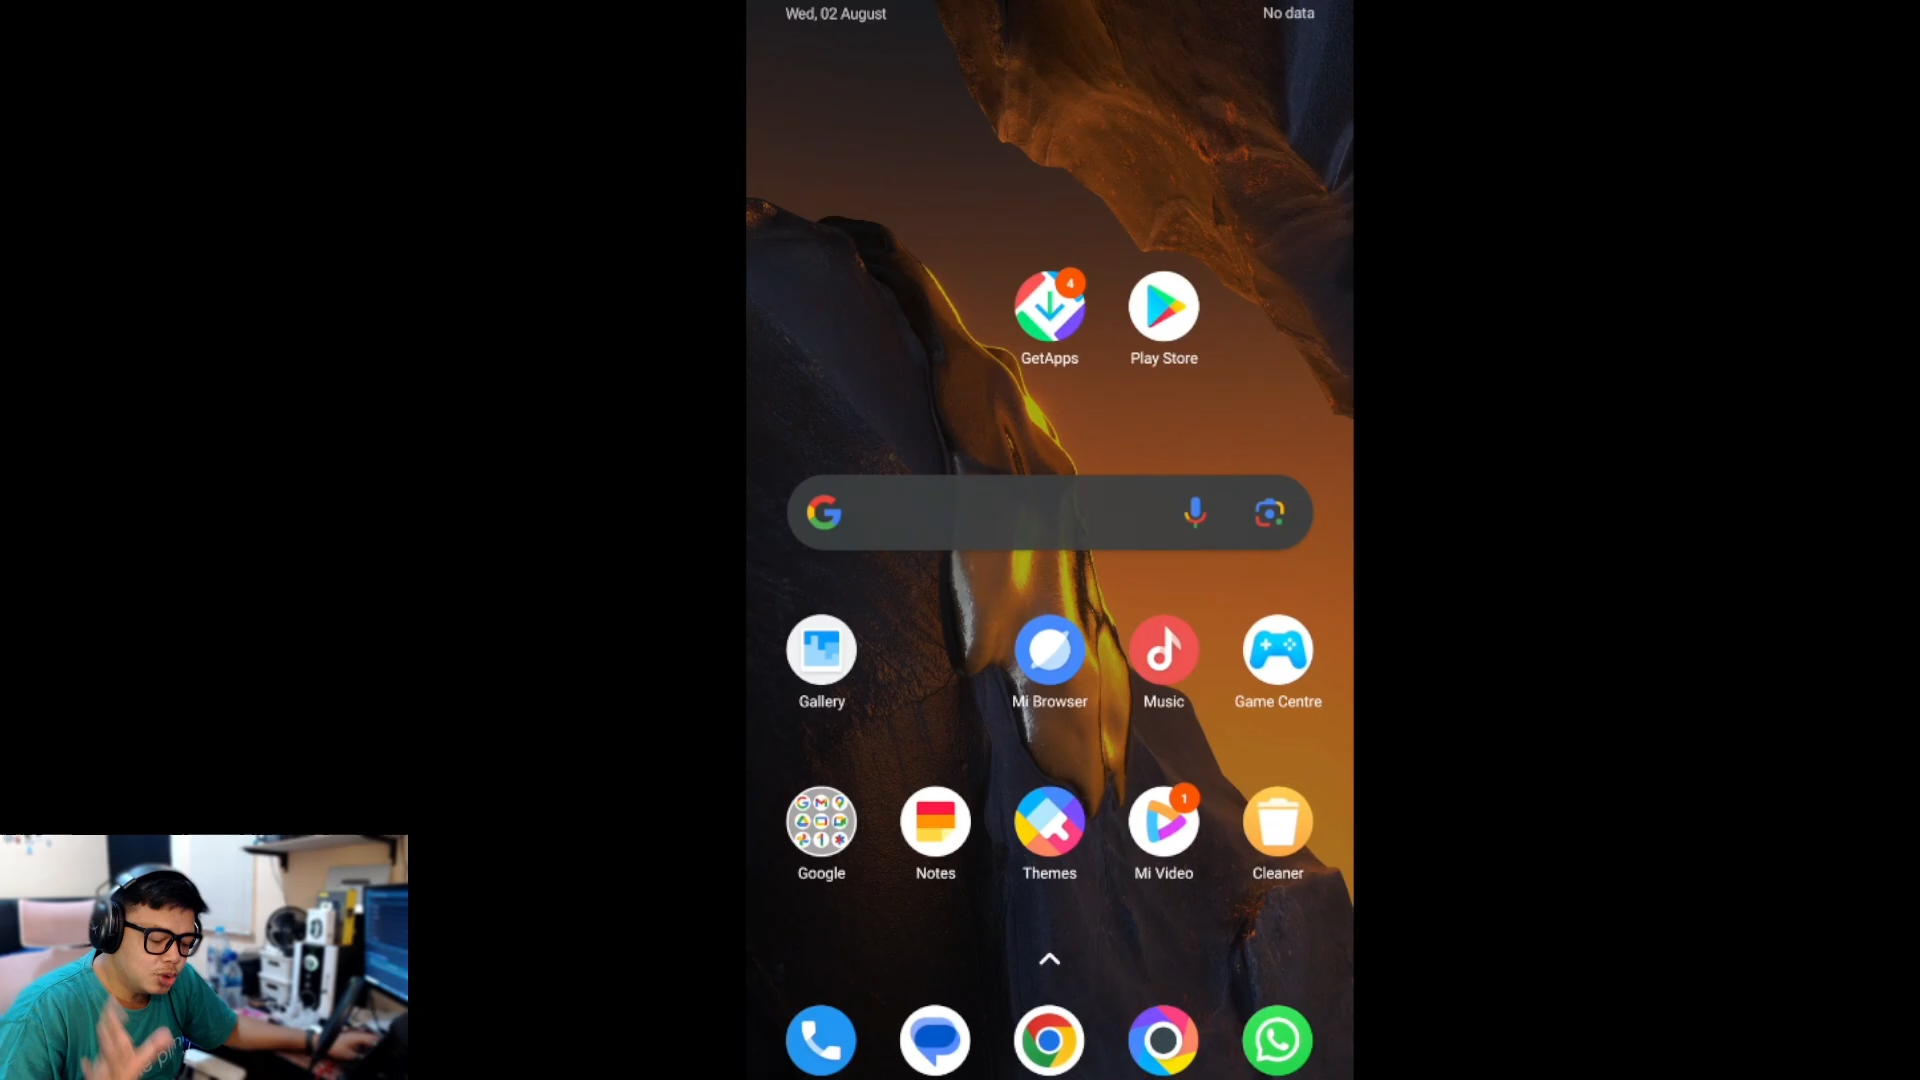 Wed, 02 August
No data
4
GetApps
Play Store
Gallery
Mi Browser
Music
Game Centre
1
Google
Notes
Themes
Mi Video
Cleaner